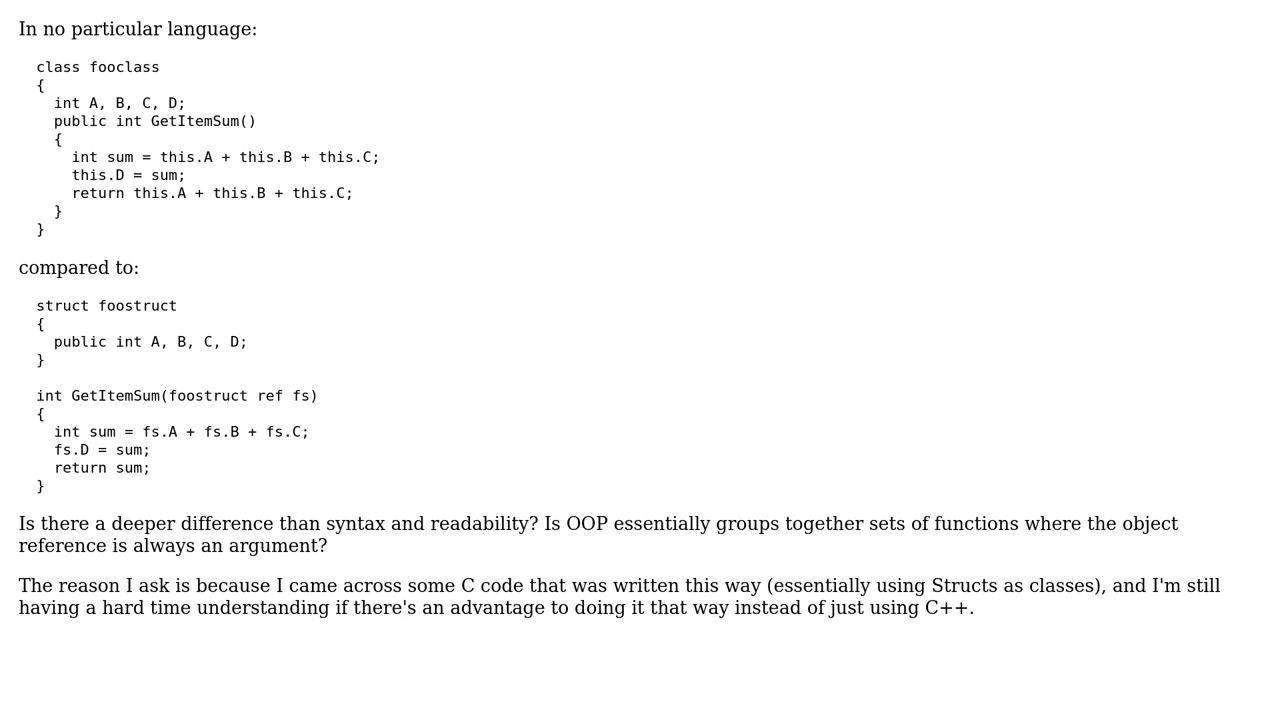 In no particular language:
class fooclass
{
  int A, B, C, D;
  public int GetItemSum()
  {
    int sum = this.A + this.B + this.C;
    this.D = sum;
    return this.A + this.B + this.C;
  }
}
compared to:
struct foostruct
{
  public int A, B, C, D;
}
int GetItemSum(foostruct ref fs)
{
  int sum = fs.A + fs.B + fs.C;
  fs.D = sum;
  return sum;
}
Is there a deeper difference than syntax and readability? Is OOP essentially groups together sets of functions where the object
reference is always an argument?
The reason I ask is because I came across some C code that was written this way (essentially using Structs as classes), and I'm still
having a hard time understanding if there's an advantage to doing it that way instead of just using C++.